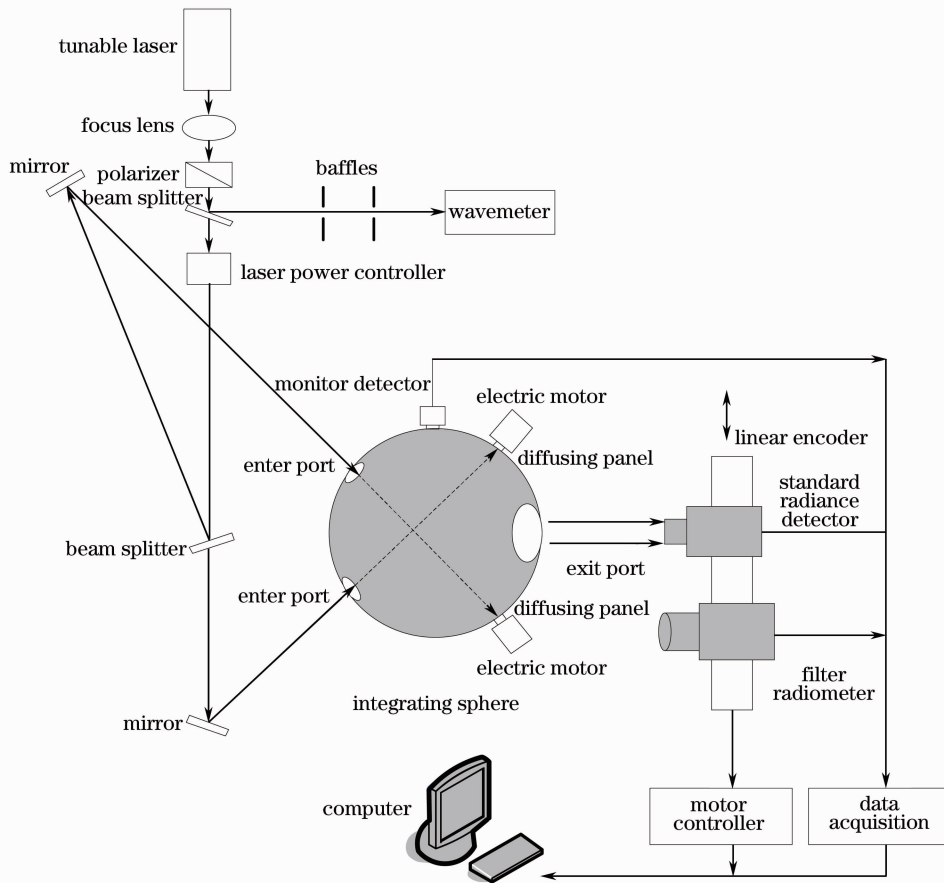 tunable laser
focus lens
mirror
polarizer
beam splitter
baffles
wavemeter
laser power controller
monitor detector
electric motor
linear encoder
enter port
diffusing panel
standard
radiance
detector
beam splitter
exit port
enter port
diffusing panel
electric motor
filter
radiometer
integrating sphere
mirror
computer
motor
controller
data
acquisition